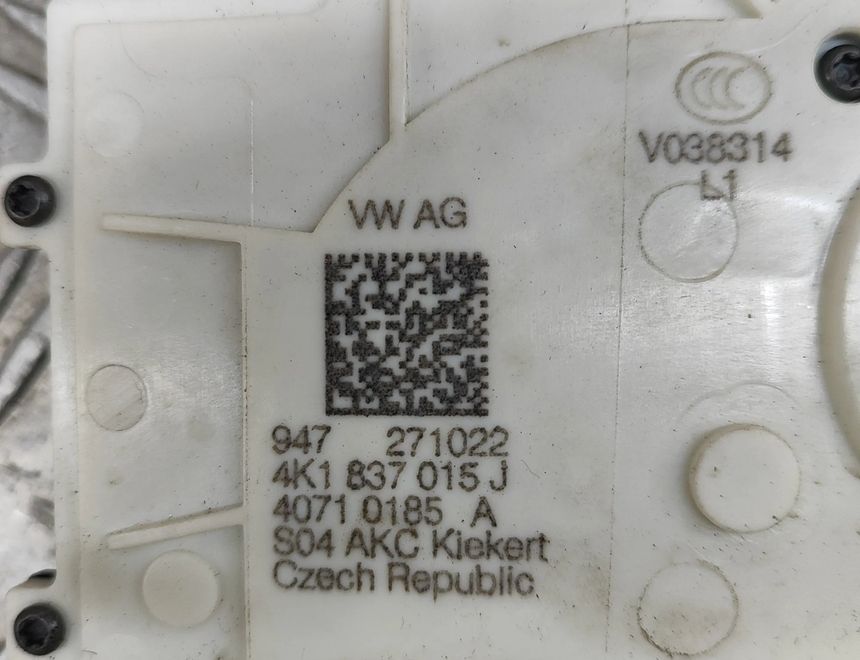 V038314
L1
VW AG
947 271022
4K1 837 015 J
4071 0185 A
S04 AKC Kiekert
Czech Republic